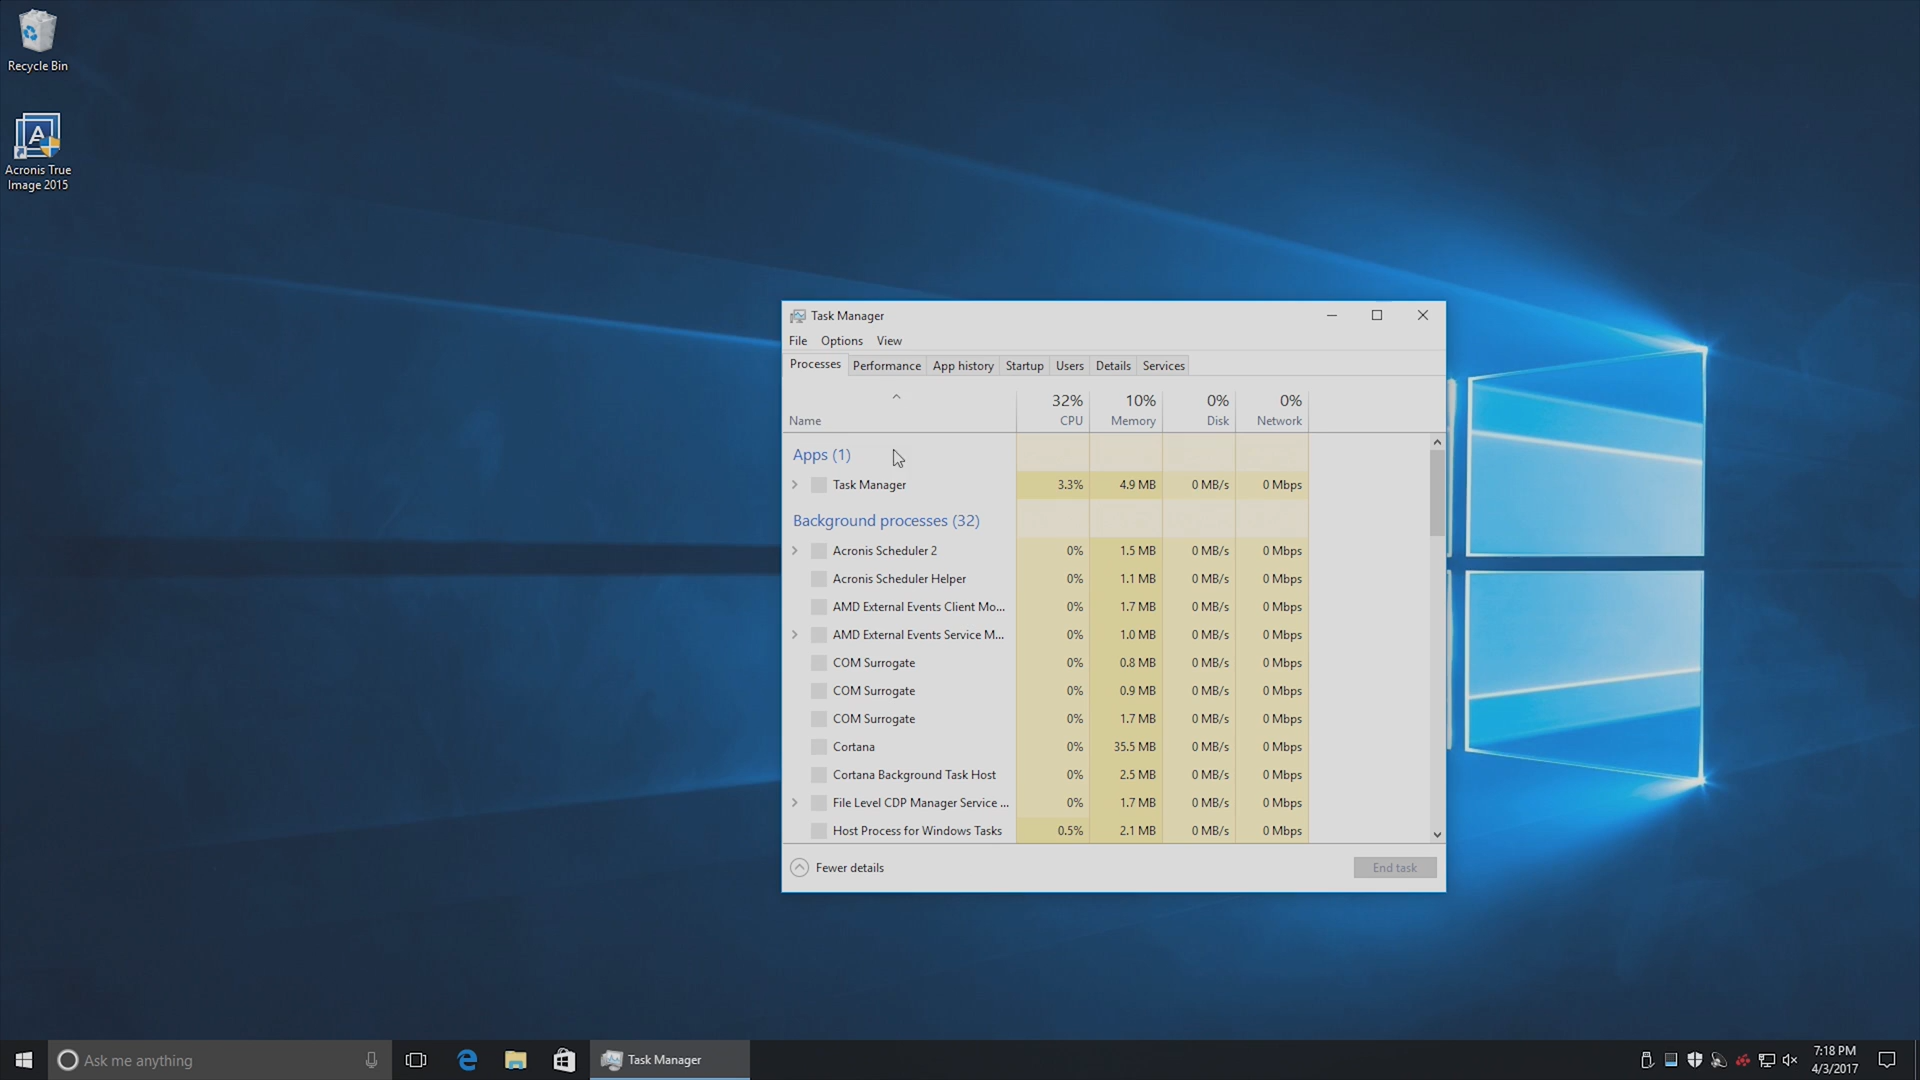 Recycle Bin
Acronis True
Image 2015
Task Manager
File Options View
Processes Performance App history Startup Users Details Services
32% 10% 0% 0%
Name CPU Memory Disk Network
Apps (1)
Task Manager 3.3% 4.9 MB 0 MB/s 0 Mbps
Background processes (32)
Acronis Scheduler 2 0% 1.5 MB 0 MB/s 0 Mbps
Acronis Scheduler Helper 0% 1.1 MB 0 MB/s 0 Mbps
AMD External Events Client Mo... 0% 1.7 MB 0 MB/s 0 Mbps
AMD External Events Service M... 0% 1.0 MB 0 MB/s 0 Mbps
COM Surrogate 0% 0.8 MB 0 MB/s 0 Mbps
COM Surrogate 0% 0.9 MB 0 MB/s 0 Mbps
COM Surrogate 0% 1.7 MB 0 MB/s 0 Mbps
Cortana 0% 35.5 MB 0 MB/s 0 Mbps
Cortana Background Task Host 0% 2.5 MB 0 MB/s 0 Mbps
File Level CDP Manager Service ... 0% 1.7 MB 0 MB/s 0 Mbps
Host Process for Windows Tasks 0.5% 2.1 MB 0 MB/s 0 Mbps
Fewer details End task
Ask me anything
Task Manager
7:18 PM
4/3/2017